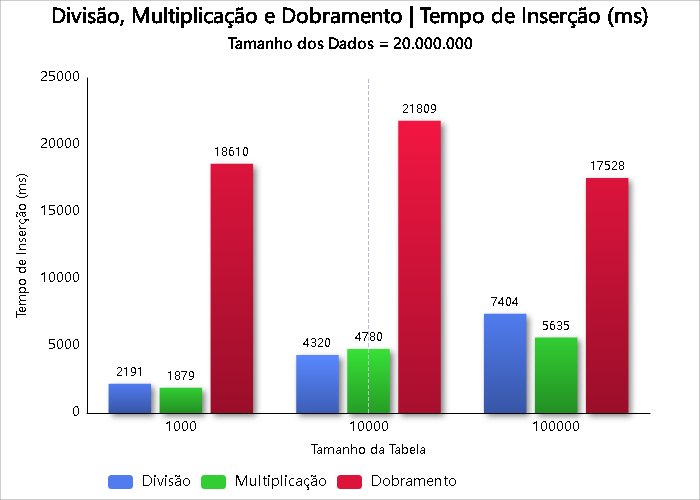 Divisão, Multiplicação e Dobramento | Tempo de Inserção (ms)
Tamanho dos Dados = 20.000.000
25000
20000
15000
10000
5000
0
Tempo de Inserção (ms)
2191
1879
18610
4320
4780
21809
7404
5635
17528
1000
10000
100000
Tamanho da Tabela
Divisão
Multiplicação
Dobramento